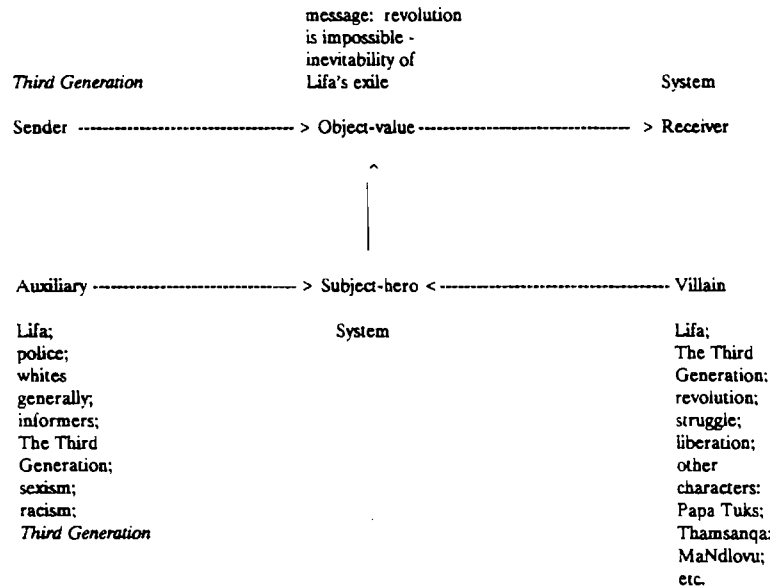 message: revolution
is impossible -
inevitability of
Third Generation Lifa's exile System
Sender ----------------------------- > Object-value ----------------------------- > Receiver
^
Auxiliary ---------------------------- > Subject-hero < ----------------------------------- Villain
Lifa; System Lifa;
police; The Third
whites Generation;
generally; revolution;
informers; struggle;
The Third liberation;
Generation; other
sexism; characters:
racism; Papa Tuks;
Third Generation Thamsanqa;
MaNdlovu;
etc.